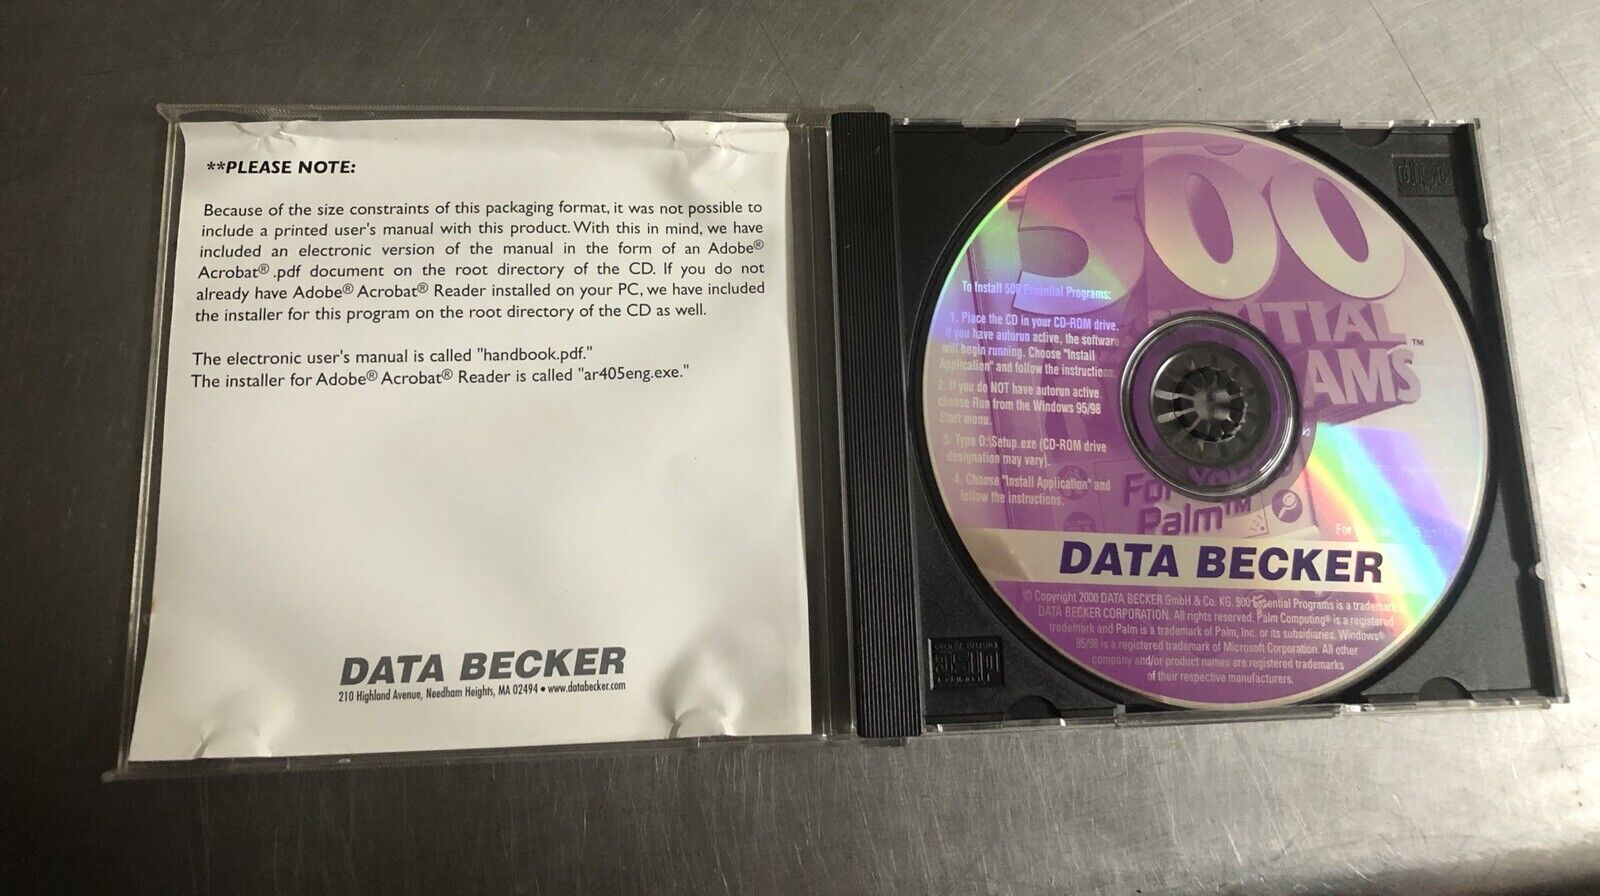 **PLEASE NOTE:
Because of the size constraints of this packaging format, it was not possible to
include a printed user's manual with this product. With this in mind, we have
included an electronic version of the manual in the form of an Adobe®
Acrobat® .pdf document on the root directory of the CD. If you do not
already have Adobe® Acrobat® Reader installed on your PC, we have included
the installer for this program on the root directory of the CD as well.
The electronic user's manual is called "handbook.pdf."
The installer for Adobe® Acrobat® Reader is called "ar405eng.exe."
DATA BECKER
210 Highland Avenue, Needham Heights, MA 02494 • www.databecker.com
500
TIAL™
AMS
To Install 500 Essential Programs:
1. Place the CD in your CD-ROM drive.
If you have autorun active, the software
will begin running. Choose "Install
Application" and follow the instructions.
2. If you do NOT have autorun active
choose Run from the Windows 95/98
Start menu.
3. Type D:\Setup.exe (CD-ROM drive
designation may vary).
4. Choose "Install Application" and
follow the instructions.
For Your
Palm™
For
DATA BECKER
© Copyright 2000 DATA BECKER GmbH & Co. KG. 500 Essential Programs is a trademark
DATA BECKER CORPORATION. All rights reserved. Palm Computing® is a registered
trademark and Palm is a trademark of Palm, Inc. or its subsidiaries. Windows®
95/98 is a registered trademark of Microsoft Corporation. All other
company and/or product names are registered trademarks
of their respective manufacturers.